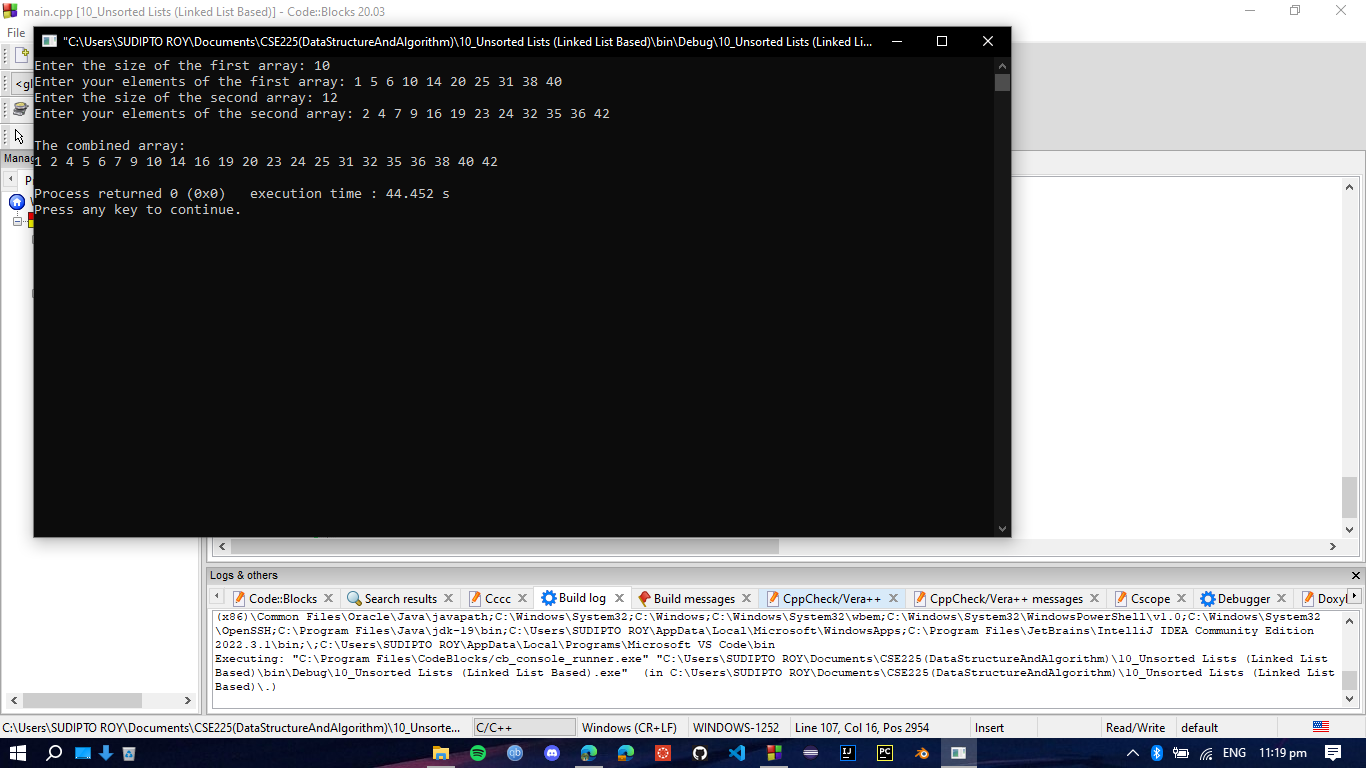 main.cpp [10_Unsorted Lists (Linked List Based)] - Code::Blocks 20.03
File
"C:\Users\SUDIPTO ROY\Documents\CSE225(DataStructureAndAlgorithm)\10_Unsorted Lists (Linked List Based)\bin\Debug\10_Unsorted Lists (Linked Li...
Enter the size of the first array: 10
Enter your elements of the first array: 1 5 6 10 14 20 25 31 38 40
Enter the size of the second array: 12
Enter your elements of the second array: 2 4 7 9 16 19 23 24 32 35 36 42
The combined array:
1 2 4 5 6 7 9 10 14 16 19 20 23 24 25 31 32 35 36 38 40 42
Process returned 0 (0x0)   execution time : 44.452 s
Press any key to continue.
Logs & others
Code::Blocks Search results Cccc Build log Build messages CppCheck/Vera++ CppCheck/Vera++ messages Cscope Debugger
(x86)\Common Files\Oracle\Java\javapath;C:\Windows\System32;C:\Windows;C:\Windows\System32\wbem;C:\Windows\System32\WindowsPowerShell\v1.0;C:\Windows\System32
\OpenSSH;C:\Program Files\Java\jdk-19\bin;C:\Users\SUDIPTO ROY\AppData\Local\Microsoft\WindowsApps;C:\Program Files\JetBrains\IntelliJ IDEA Community Edition
2022.3.1\bin;\;C:\Users\SUDIPTO ROY\AppData\Local\Programs\Microsoft VS Code\bin
Executing: "C:\Program Files\CodeBlocks/cb_console_runner.exe" "C:\Users\SUDIPTO ROY\Documents\CSE225(DataStructureAndAlgorithm)\10_Unsorted Lists (Linked List
Based)\bin\Debug\10_Unsorted Lists (Linked List Based).exe"  (in C:\Users\SUDIPTO ROY\Documents\CSE225(DataStructureAndAlgorithm)\10_Unsorted Lists (Linked List
Based)\.)
C:\Users\SUDIPTO ROY\Documents\CSE225(DataStructureAndAlgorithm)\10_Unsorte... C/C++ Windows (CR+LF) WINDOWS-1252 Line 107, Col 16, Pos 2954 Insert Read/Write default
ENG 11:19 pm